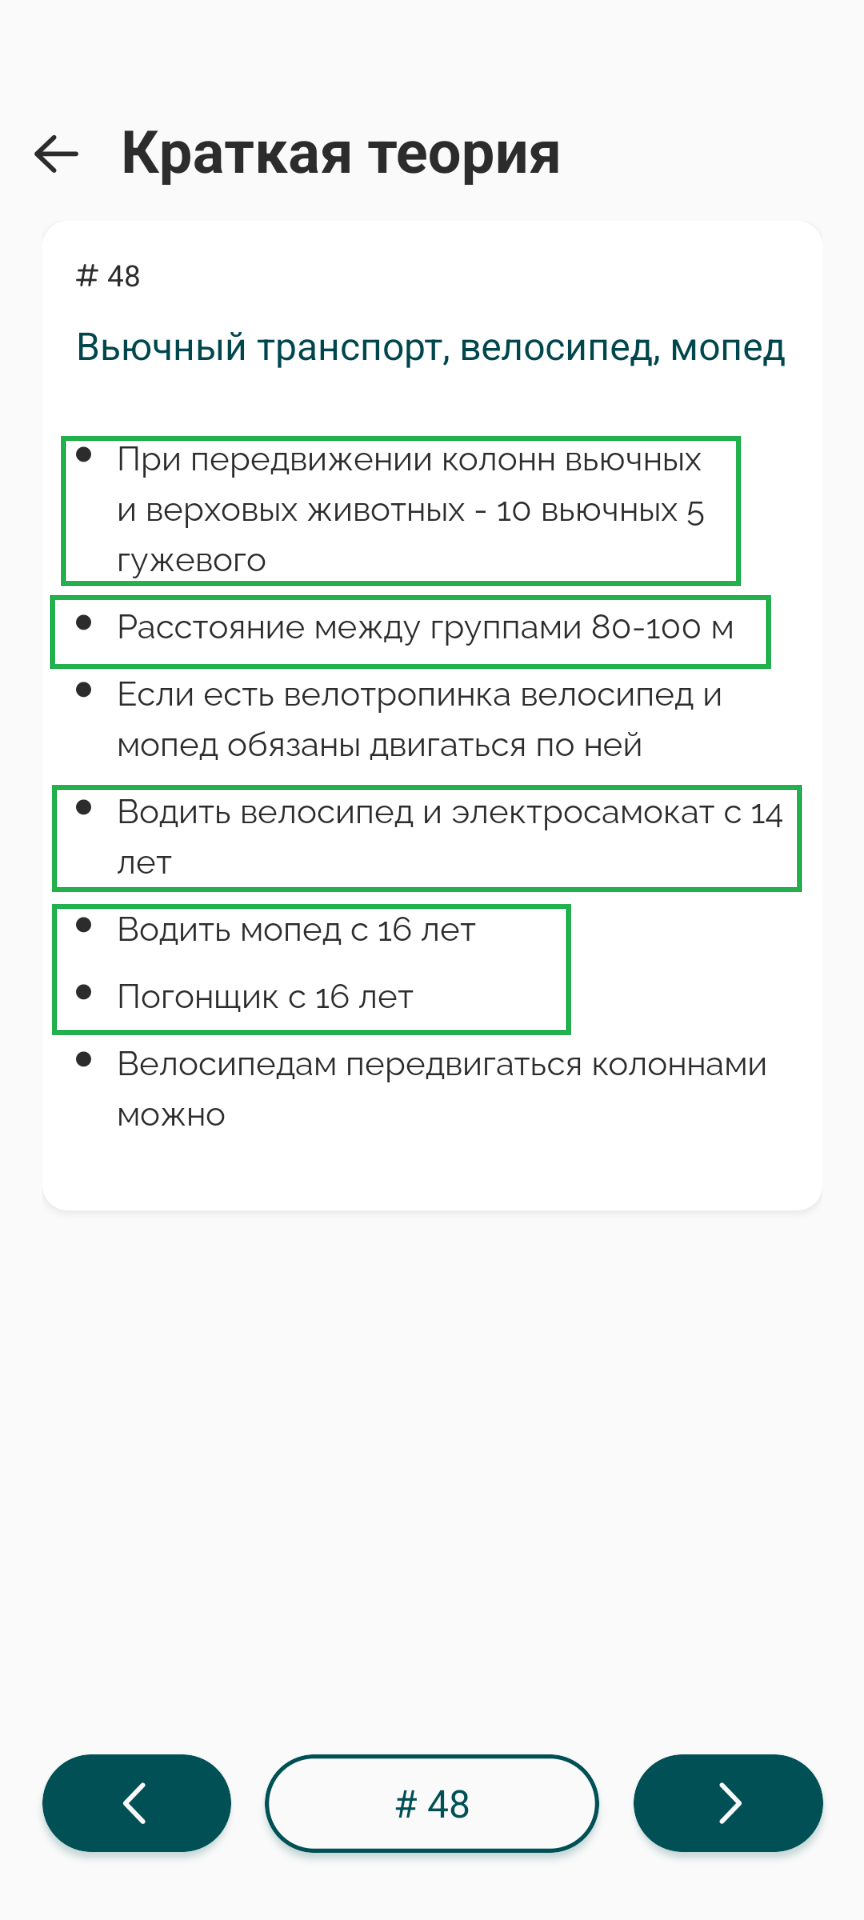 Краткая теория
# 48
Вьючный транспорт, велосипед, мопед
• При передвижении колонн вьючных
и верховых животных - 10 вьючных 5
гужевого
• Расстояние между группами 80-100 м
• Если есть велотропинка велосипед и
мопед обязаны двигаться по ней
• Водить велосипед и электросамокат с 14
лет
• Водить мопед с 16 лет
• Погонщик с 16 лет
• Велосипедам передвигаться колоннами
можно
# 48